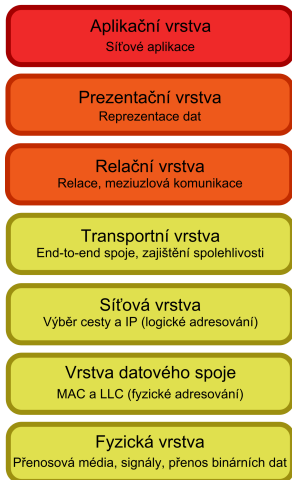 Aplikační vrstva
Síťové aplikace
Prezentační vrstva
Reprezentace dat
Relační vrstva
Relace, meziuzlová komunikace
Transportní vrstva
End-to-end spoje, zajištění spolehlivosti
Síťová vrstva
Výběr cesty a IP (logické adresování)
Vrstva datového spoje
MAC a LLC (fyzické adresování)
Fyzická vrstva
Přenosová média, signály, přenos binárních dat